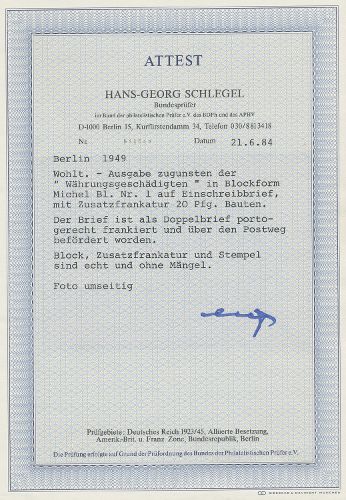 ATTEST
HANS-GEORG SCHLEGEL
Bundesprüfer
im Bund der philatelistischen Prüfer e.V. des BDPh und des APHV
D-1000 Berlin 15, Kurfürstendamm 34, Telefon 030/8813418
Nr. Datum 21.6.84
Berlin 1949
Wohlt. - Ausgabe zugunsten der
" Währungsgeschädigten " in Blockform
Michel Bl. Nr. 1 auf Einschreibbrief,
mit Zusatzfrankatur 20 Pfg. Bauten.
Der Brief ist als Doppelbrief porto-
gerecht frankiert und über den Postweg
befördert worden.
Block, Zusatzfrankatur und Stempel
sind echt und ohne Mängel.
Foto umseitig
Prüfgebiete: Deutsches Reich 1923/45, Alliierte Besetzung,
Amerik.-Brit. u. Franz. Zone, Bundesrepublik, Berlin
Die Prüfung erfolgte auf Grund der Prüfordnung des Bundes der Philatelistischen Prüfer e.V.